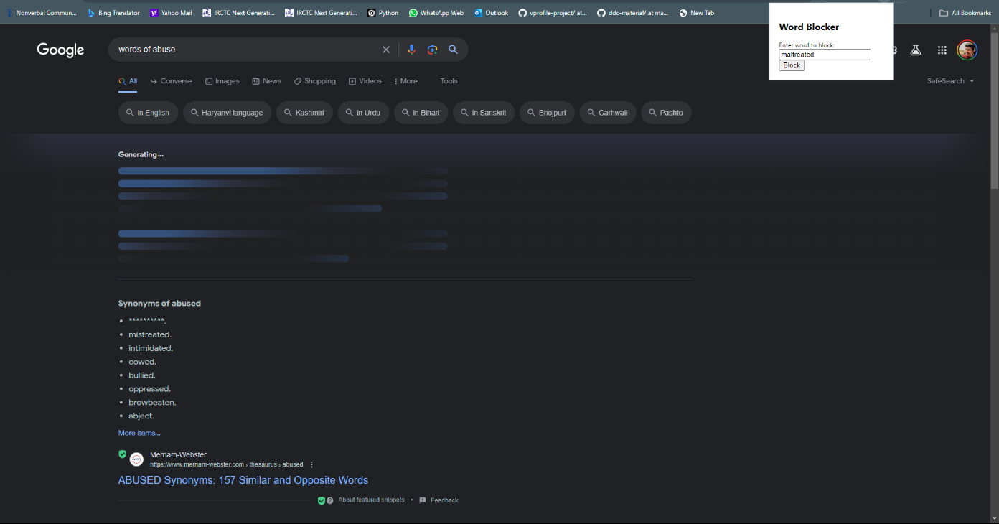 Nonverbal Commun... Bing Translator Yahoo Mail IRCTC Next Generati... IRCTC Next Generati... Python WhatsApp Web Outlook vprofile-project/ at... ddc-material/ at ma... New Tab All Bookmarks
Word Blocker
Enter word to block:
maltreated
Block
Google words of abuse
All Converse Images News Shopping Videos More Tools SafeSearch
in English Haryanvi language Kashmiri in Urdu in Bihari in Sanskrit Bhojpuri Garhwali Pashto
Generating...
Synonyms of abused
• **********.
• mistreated.
• intimidated.
• cowed.
• bullied.
• oppressed.
• browbeaten.
• abject.
More items...
Merriam-Webster
https://www.merriam-webster.com › thesaurus › abused
ABUSED Synonyms: 157 Similar and Opposite Words
About featured snippets • Feedback